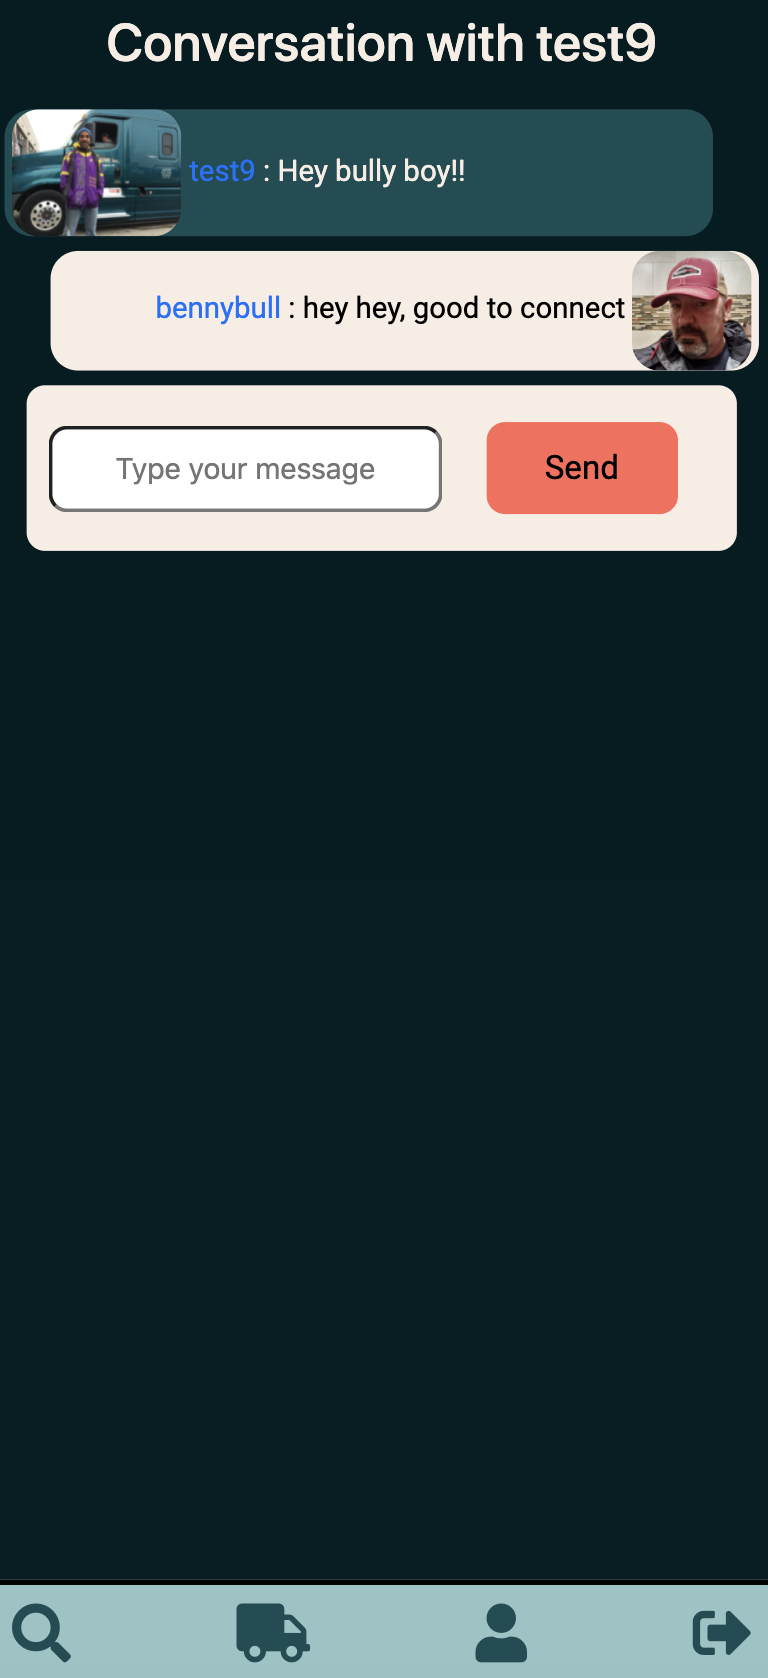 Conversation with test9
test9 : Hey bully boy!!
bennybull : hey hey, good to connect
Type your message
Send